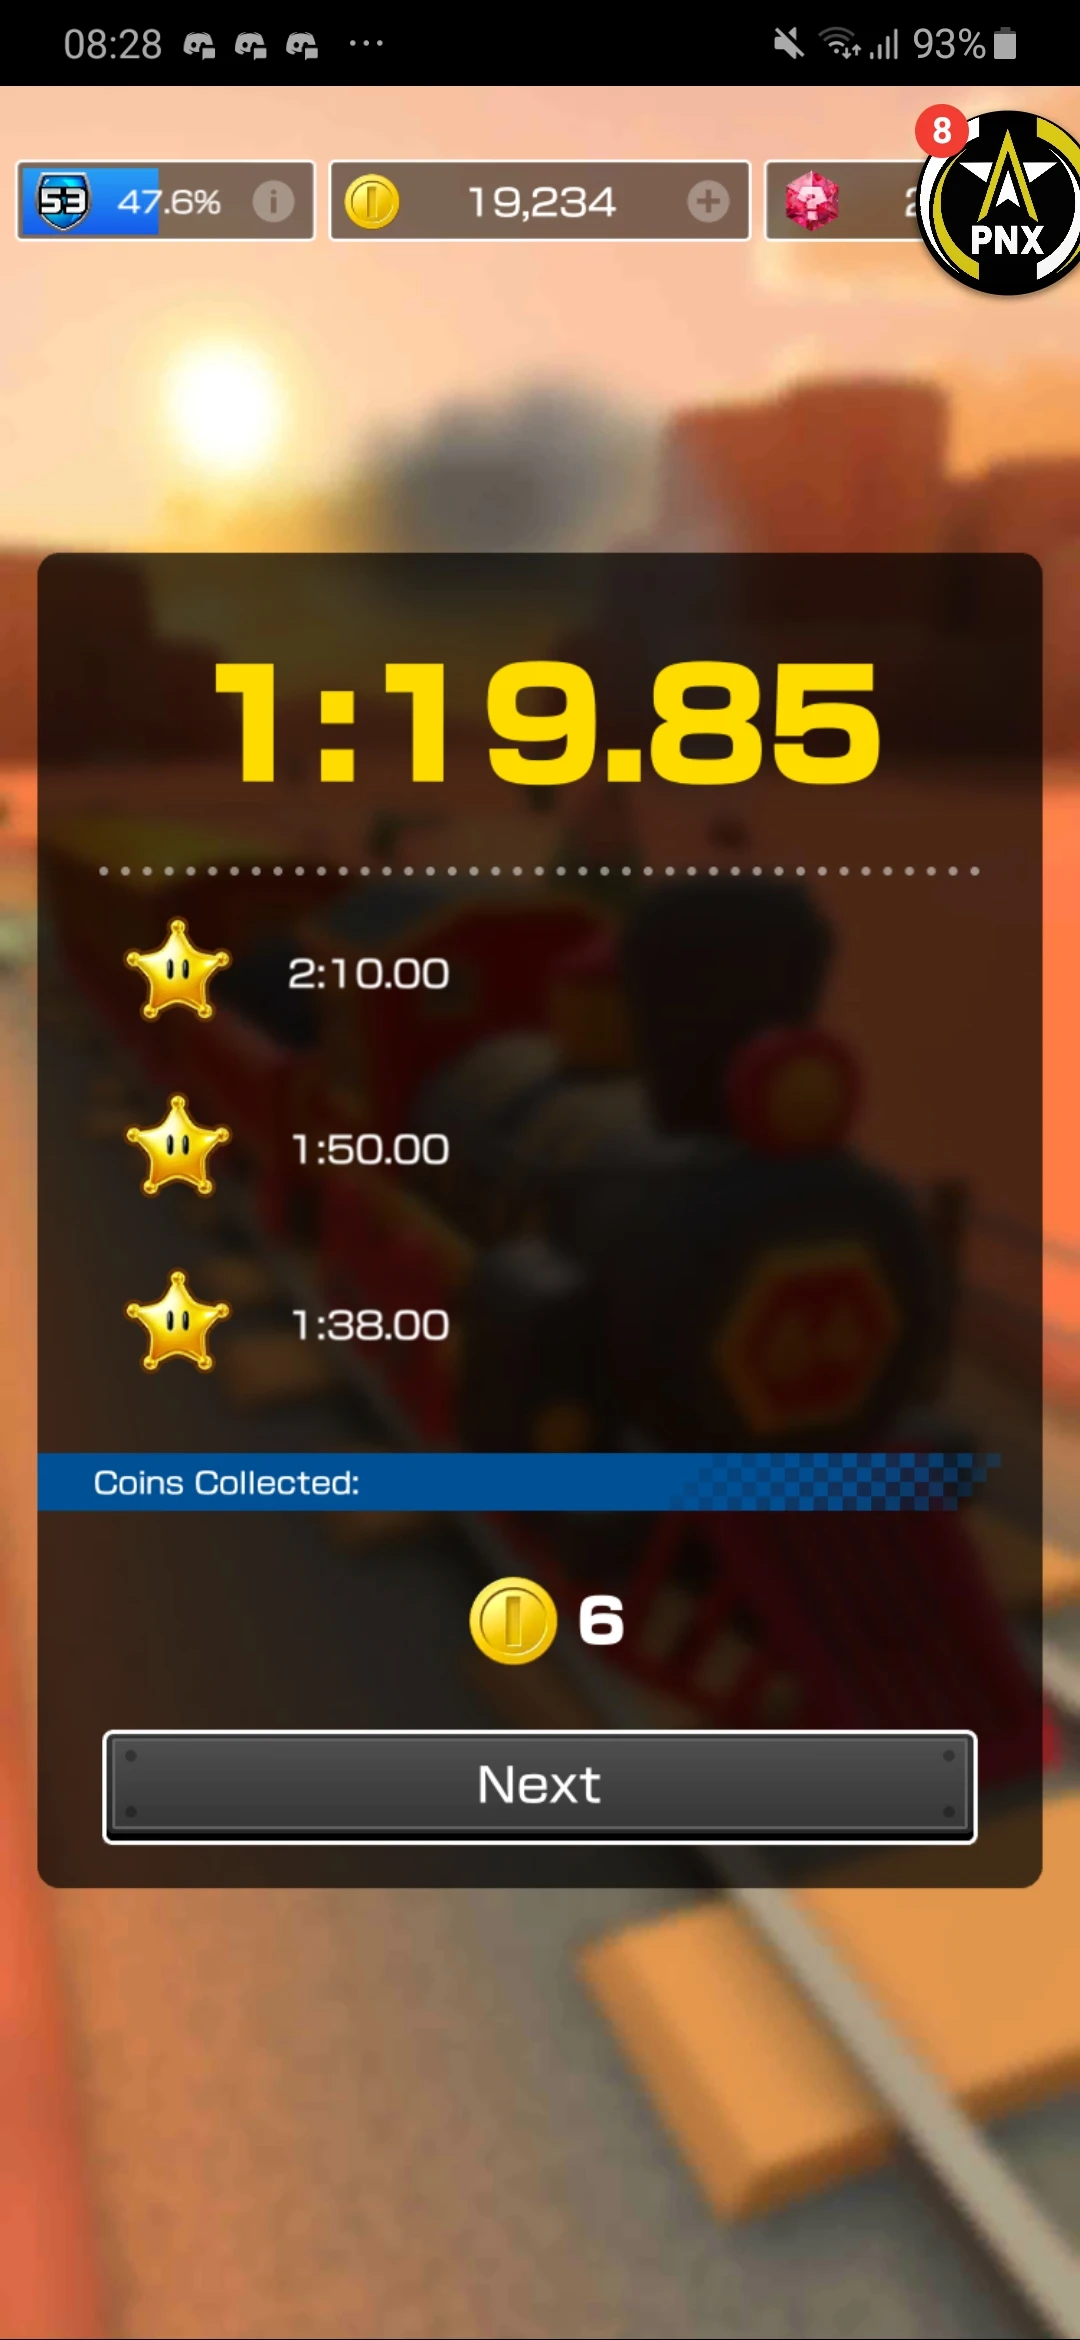 08:28 ... 93%
8
53 47.6% i 19,234 +
PNX
1:19.85
2:10.00
1:50.00
1:38.00
Coins Collected:
6
Next